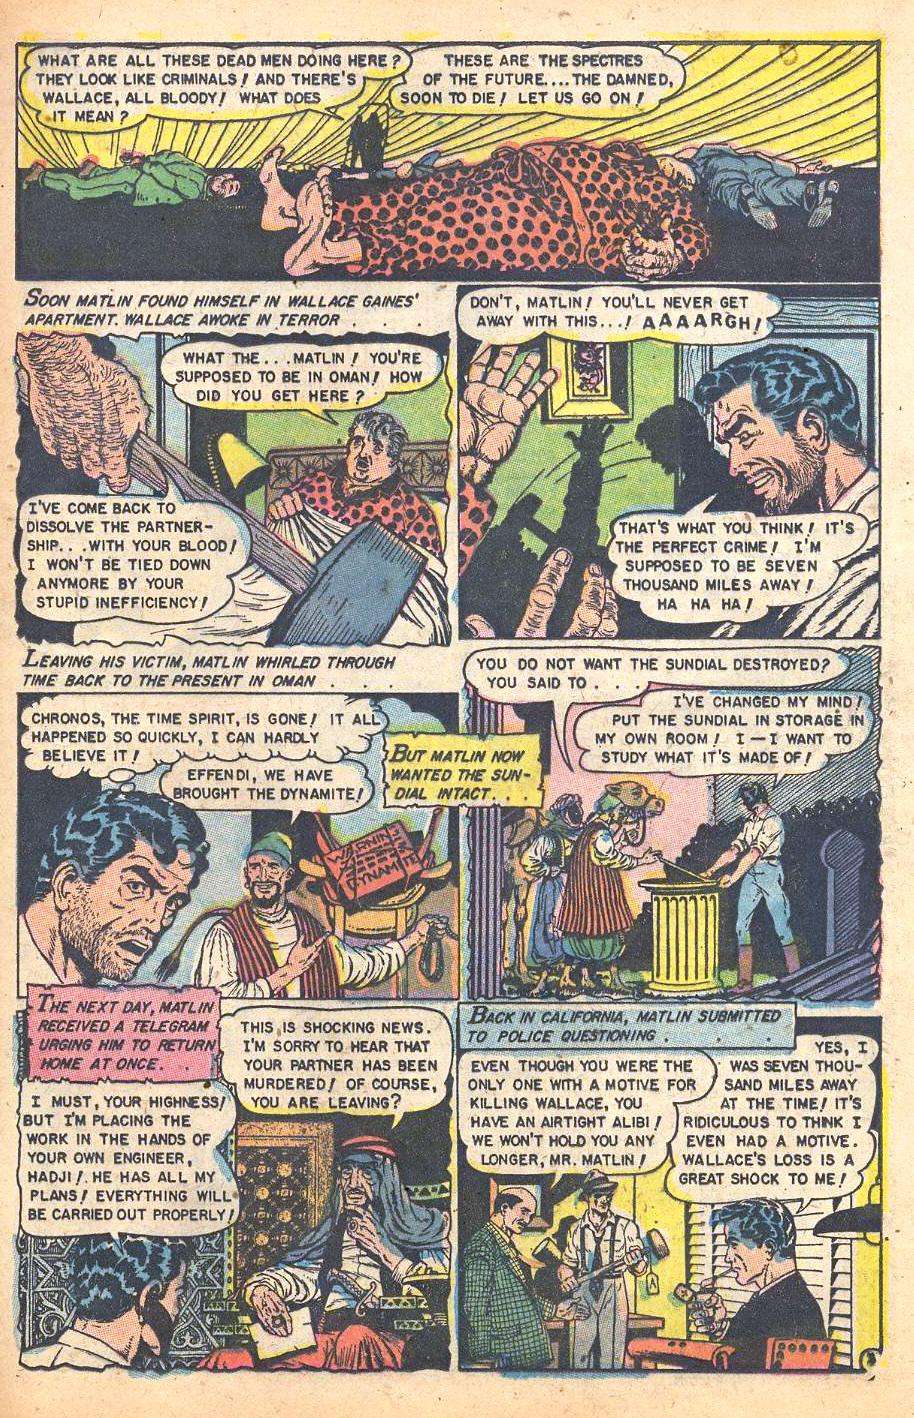 WHAT ARE ALL THESE DEAD MEN DOING HERE?
THEY LOOK LIKE CRIMINALS! AND THERE'S
WALLACE, ALL BLOODY! WHAT DOES
IT MEAN?
THESE ARE THE SPECTRES
OF THE FUTURE....THE DAMNED,
SOON TO DIE! LET US GO ON!
SOON MATLIN FOUND HIMSELF IN WALLACE GAINES'
APARTMENT. WALLACE AWOKE IN TERROR . . .
WHAT THE...MATLIN! YOU'RE
SUPPOSED TO BE IN OMAN! HOW
DID YOU GET HERE?
I'VE COME BACK TO
DISSOLVE THE PARTNER-
SHIP...WITH YOUR BLOOD!
I WON'T BE TIED DOWN
ANYMORE BY YOUR
STUPID INEFFICIENCY!
DON'T, MATLIN! YOU'LL NEVER GET
AWAY WITH THIS...! AAAARGH!
THAT'S WHAT YOU THINK! IT'S
THE PERFECT CRIME! I'M
SUPPOSED TO BE SEVEN
THOUSAND MILES AWAY!
HA HA HA!
LEAVING HIS VICTIM, MATLIN WHIRLED THROUGH
TIME BACK TO THE PRESENT IN OMAN . . . .
CHRONOS, THE TIME SPIRIT, IS GONE! IT ALL
HAPPENED SO QUICKLY, I CAN HARDLY
BELIEVE IT!
EFFENDI, WE HAVE
BROUGHT THE DYNAMITE!
WARNING
DYNAMITE
BUT MATLIN NOW
WANTED THE SUN-
DIAL INTACT. . .
YOU DO NOT WANT THE SUNDIAL DESTROYED?
YOU SAID TO . . . .
I'VE CHANGED MY MIND!
PUT THE SUNDIAL IN STORAGE IN
MY OWN ROOM! I—I WANT TO
STUDY WHAT IT'S MADE OF!
THE NEXT DAY, MATLIN
RECEIVED A TELEGRAM
URGING HIM TO RETURN
HOME AT ONCE. . .
THIS IS SHOCKING NEWS.
I'M SORRY TO HEAR THAT
YOUR PARTNER HAS BEEN
MURDERED! OF COURSE,
YOU ARE LEAVING?
I MUST, YOUR HIGHNESS!
BUT I'M PLACING THE
WORK IN THE HANDS OF
YOUR OWN ENGINEER,
HADJI! HE HAS ALL MY
PLANS! EVERYTHING WILL
BE CARRIED OUT PROPERLY!
BACK IN CALIFORNIA, MATLIN SUBMITTED
TO POLICE QUESTIONING . . . .
EVEN THOUGH YOU WERE THE
ONLY ONE WITH A MOTIVE FOR
KILLING WALLACE, YOU
HAVE AN AIRTIGHT ALIBI!
WE WON'T HOLD YOU ANY
LONGER, MR. MATLIN!
YES, I
WAS SEVEN THOU-
SAND MILES AWAY
AT THE TIME! IT'S
RIDICULOUS TO THINK I
EVEN HAD A MOTIVE.
WALLACE'S LOSS IS A
GREAT SHOCK TO ME!